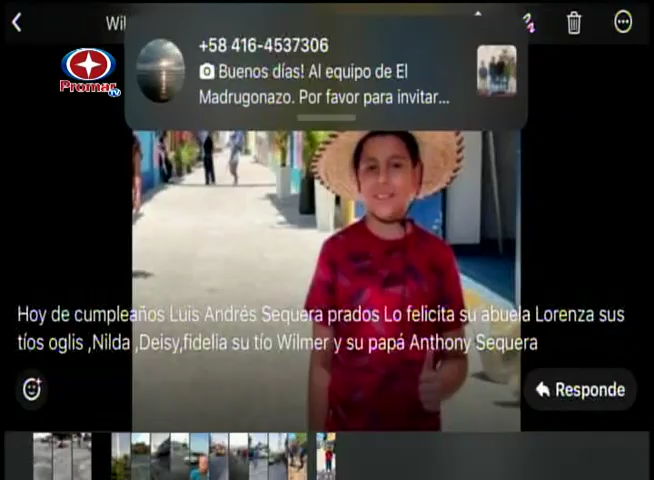 Wil
+58 416-4537306
Buenos días! Al equipo de El
Madrugonazo. Por favor para invitar...
Promar tv
Hoy de cumpleaños Luis Andrés Sequera prados Lo felicita su abuela Lorenza sus
tíos oglis ,Nilda ,Deisy,fidelia su tío Wilmer y su papá Anthony Sequera
Responde